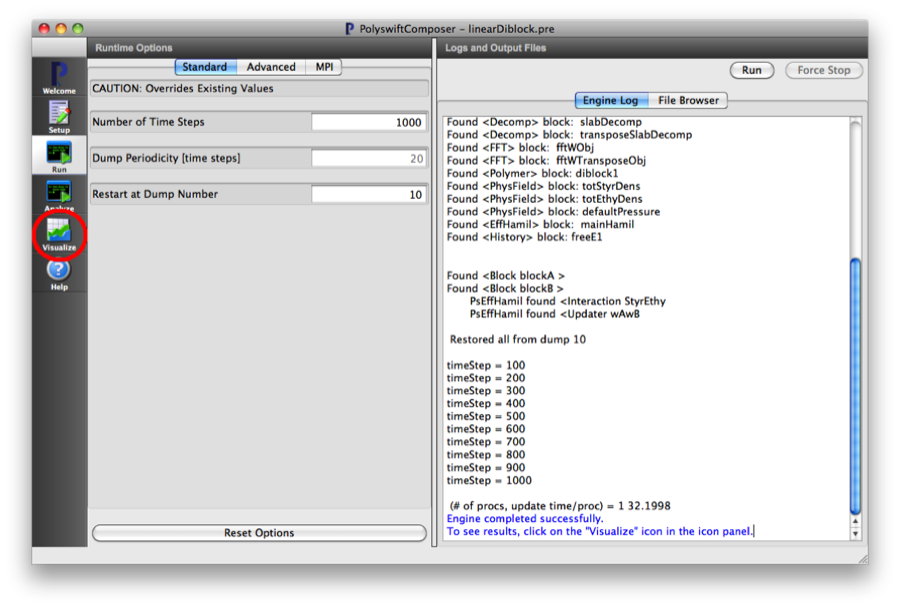 PolyswiftComposer - linearDiblock.pre
Runtime Options
Logs and Output Files
Welcome
Setup
Run
Analyze
Visualize
Help
Standard
Advanced
MPI
CAUTION: Overrides Existing Values
Number of Time Steps
1000
Dump Periodicity [time steps]
20
Restart at Dump Number
10
Reset Options
Run
Force Stop
Engine Log
File Browser
Found <Decomp> block: slabDecomp
Found <Decomp> block: transposeSlabDecomp
Found <FFT> block: fftWObj
Found <FFT> block: fftWTransposeObj
Found <Polymer> block: diblock1
Found <PhysField> block: totStyrDens
Found <PhysField> block: totEthyDens
Found <PhysField> block: defaultPressure
Found <EffHamil> block: mainHamil
Found <History> block: freeE1
Found <Block blockA >
Found <Block blockB >
PsEffHamil found <Interaction StyrEthy
PsEffHamil found <Updater wAwB
Restored all from dump 10
timeStep = 100
timeStep = 200
timeStep = 300
timeStep = 400
timeStep = 500
timeStep = 600
timeStep = 700
timeStep = 800
timeStep = 900
timeStep = 1000
(# of procs, update time/proc) = 1 32.1998
Engine completed successfully.
To see results, click on the "Visualize" icon in the icon panel.